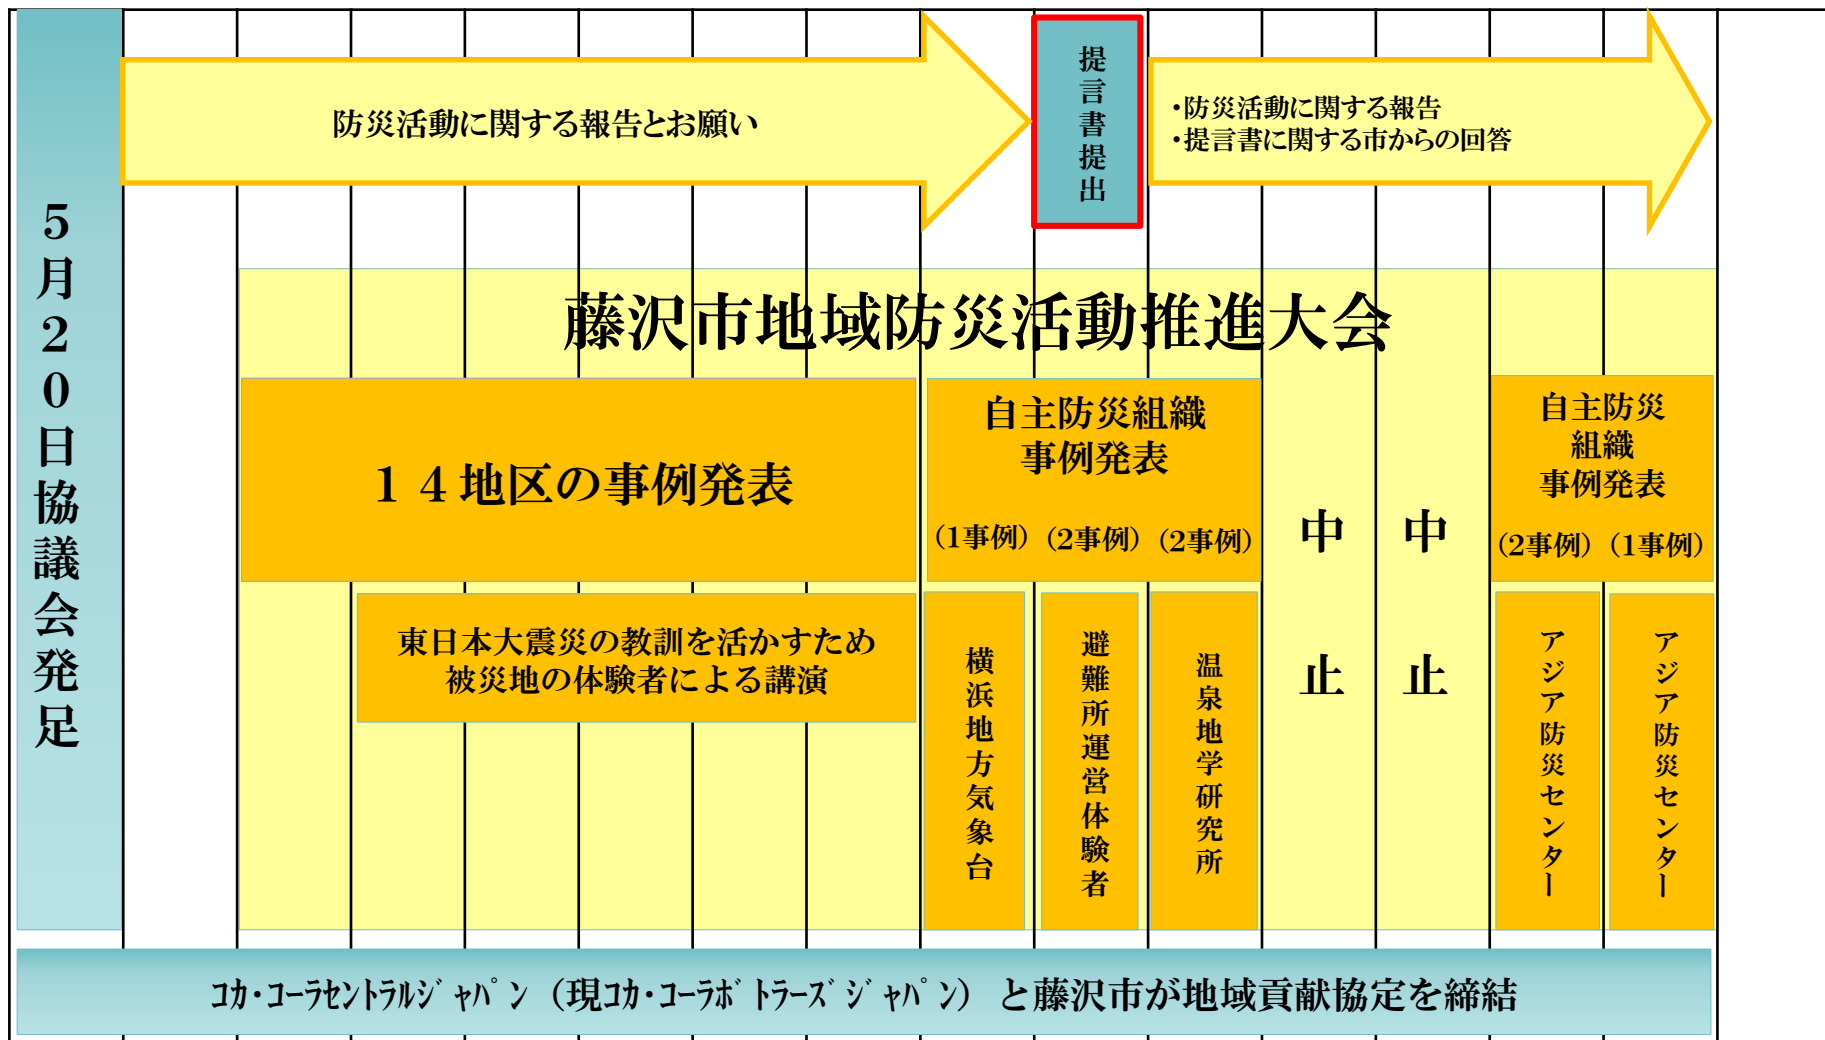 5月20日協議会発足
防災活動に関する報告とお願い
提言書提出
・防災活動に関する報告
・提言書に関する市からの回答
藤沢市地域防災活動推進大会
１４地区の事例発表
自主防災組織
事例発表
（1事例）（2事例）（2事例）
中止
中止
自主防災
組織
事例発表
（2事例）（1事例）
東日本大震災の教訓を活かすため
被災地の体験者による講演
横浜地方気象台
避難所運営体験者
温泉地学研究所
アジア防災センター
アジア防災センター
ｺｶ・ｺｰﾗｾﾝﾄﾗﾙｼﾞｬﾊﾟﾝ（現ｺｶ・ｺｰﾗﾎﾞﾄﾗｰｽﾞｼﾞｬﾊﾟﾝ）と藤沢市が地域貢献協定を締結